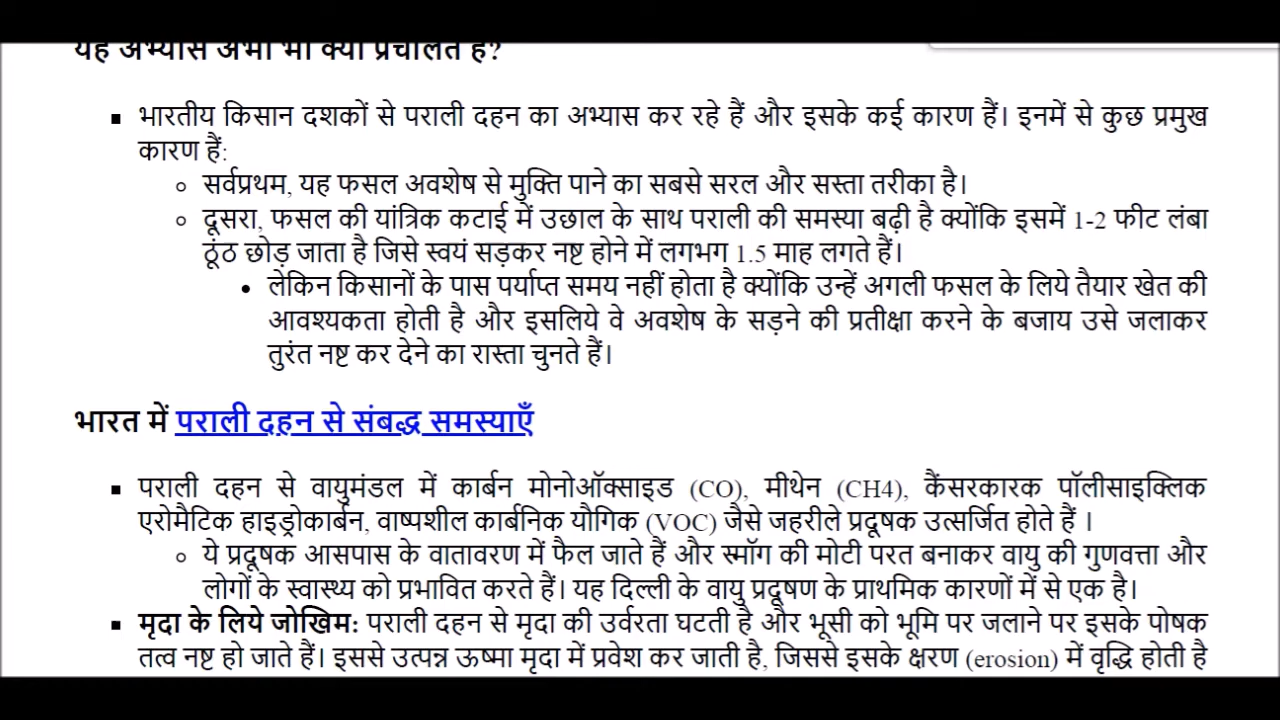 यह अभ्यास अभी भी क्यों प्रचलित है?
▪ भारतीय किसान दशकों से पराली दहन का अभ्यास कर रहे हैं और इसके कई कारण हैं। इनमें से कुछ प्रमुख
कारण हैं:
○ सर्वप्रथम, यह फसल अवशेष से मुक्ति पाने का सबसे सरल और सस्ता तरीका है।
○ दूसरा, फसल की यांत्रिक कटाई में उछाल के साथ पराली की समस्या बढ़ी है क्योंकि इसमें 1-2 फीट लंबा
ठूंठ छोड़ जाता है जिसे स्वयं सड़कर नष्ट होने में लगभग 1.5 माह लगते हैं।
• लेकिन किसानों के पास पर्याप्त समय नहीं होता है क्योंकि उन्हें अगली फसल के लिये तैयार खेत की
आवश्यकता होती है और इसलिये वे अवशेष के सड़ने की प्रतीक्षा करने के बजाय उसे जलाकर
तुरंत नष्ट कर देने का रास्ता चुनते हैं।
भारत में पराली दहन से संबद्ध समस्याएँ
▪ पराली दहन से वायुमंडल में कार्बन मोनोऑक्साइड (CO), मीथेन (CH4), कैंसरकारक पॉलीसाइक्लिक
एरोमैटिक हाइड्रोकार्बन, वाष्पशील कार्बनिक यौगिक (VOC) जैसे जहरीले प्रदूषक उत्सर्जित होते हैं ।
○ ये प्रदूषक आसपास के वातावरण में फैल जाते हैं और स्मॉग की मोटी परत बनाकर वायु की गुणवत्ता और
लोगों के स्वास्थ्य को प्रभावित करते हैं। यह दिल्ली के वायु प्रदूषण के प्राथमिक कारणों में से एक है।
▪ मृदा के लिये जोखिम: पराली दहन से मृदा की उर्वरता घटती है और भूसी को भूमि पर जलाने पर इसके पोषक
तत्व नष्ट हो जाते हैं। इससे उत्पन्न ऊष्मा मृदा में प्रवेश कर जाती है, जिससे इसके क्षरण (erosion) में वृद्धि होती है